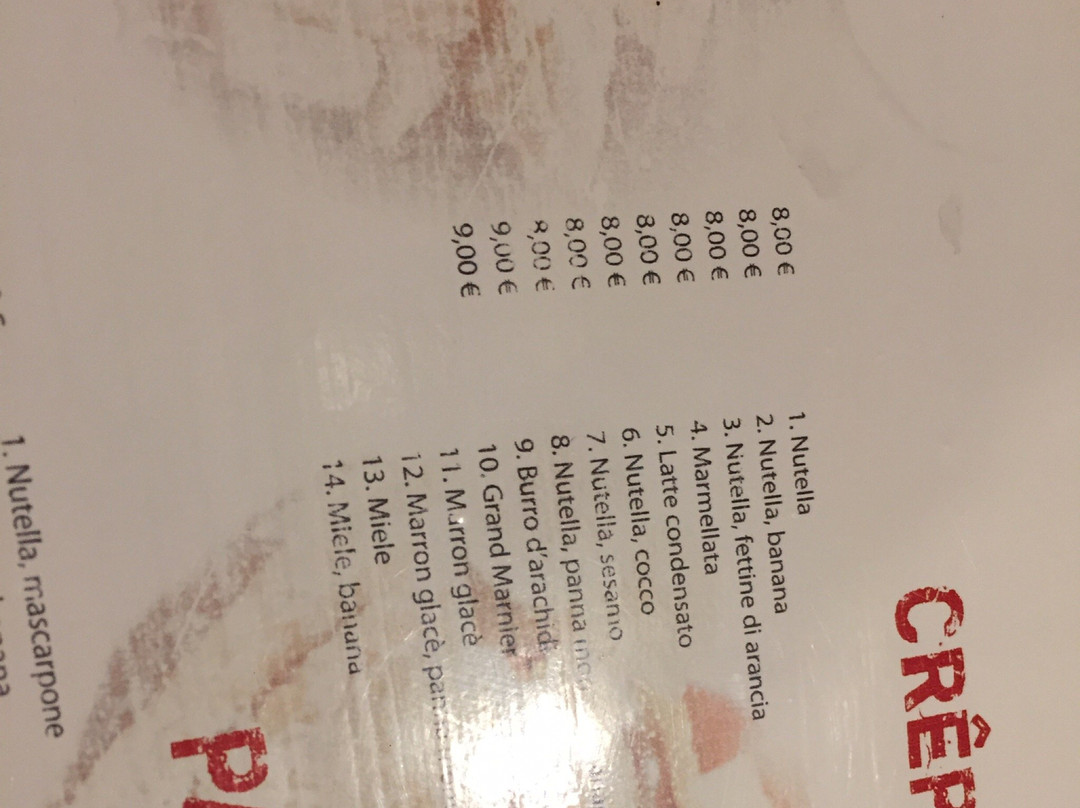 CRÊP
8,00 €
8,00 €
8,00 €
8,00 €
8,00 €
8,00 €
8,00 €
8,00 €
9,00 €
9,00 €
1. Nutella
2. Nutella, banana
3. Nutella, fettine di arancia
4. Marmellata
5. Latte condensato
6. Nutella, cocco
7. Nutella, sesamo
8. Nutella, panna
9. Burro d'arachidi
10. Grand Marnier
11. Marron glacè
12. Marron glacè,
13. Miele
14. Miele, banana
PA
1. Nutella, mascarpone